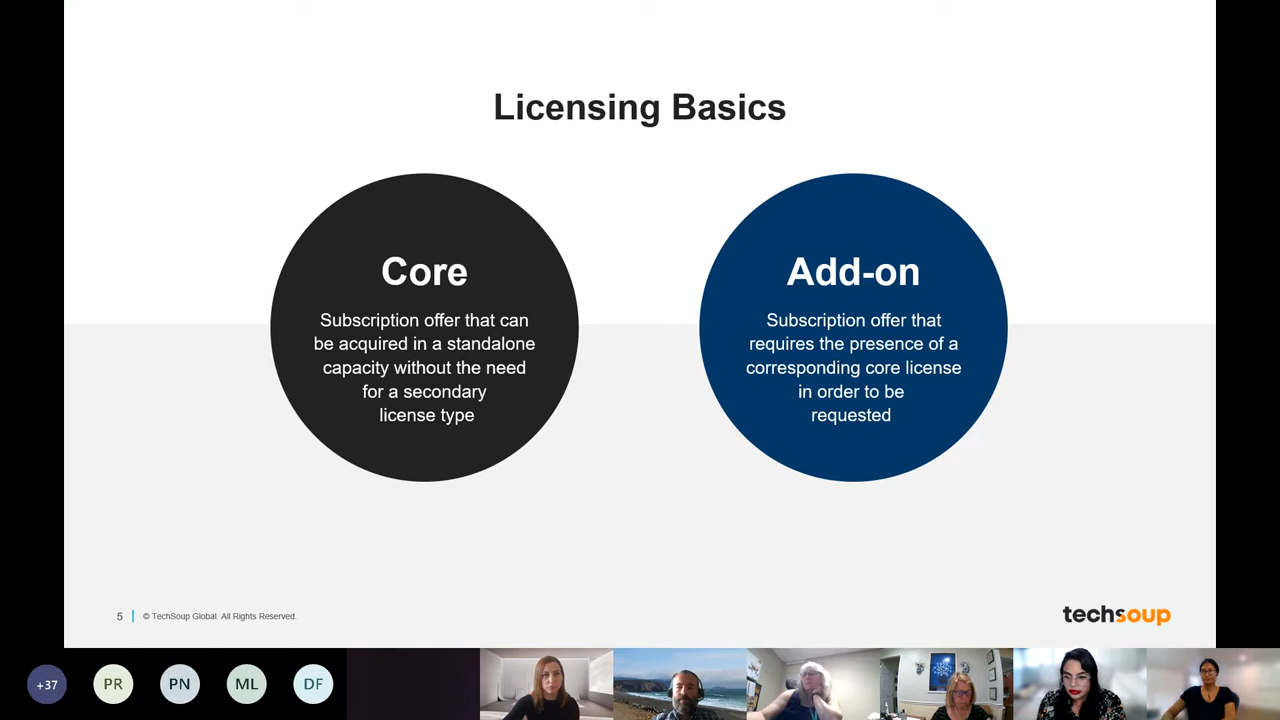 Licensing Basics
Core
Subscription offer that can
be acquired in a standalone
capacity without the need
for a secondary
license type
Add-on
Subscription offer that
requires the presence of a
corresponding core license
in order to be
requested
5
© TechSoup Global. All Rights Reserved.
techsoup
+37
PR
PN
ML
DF